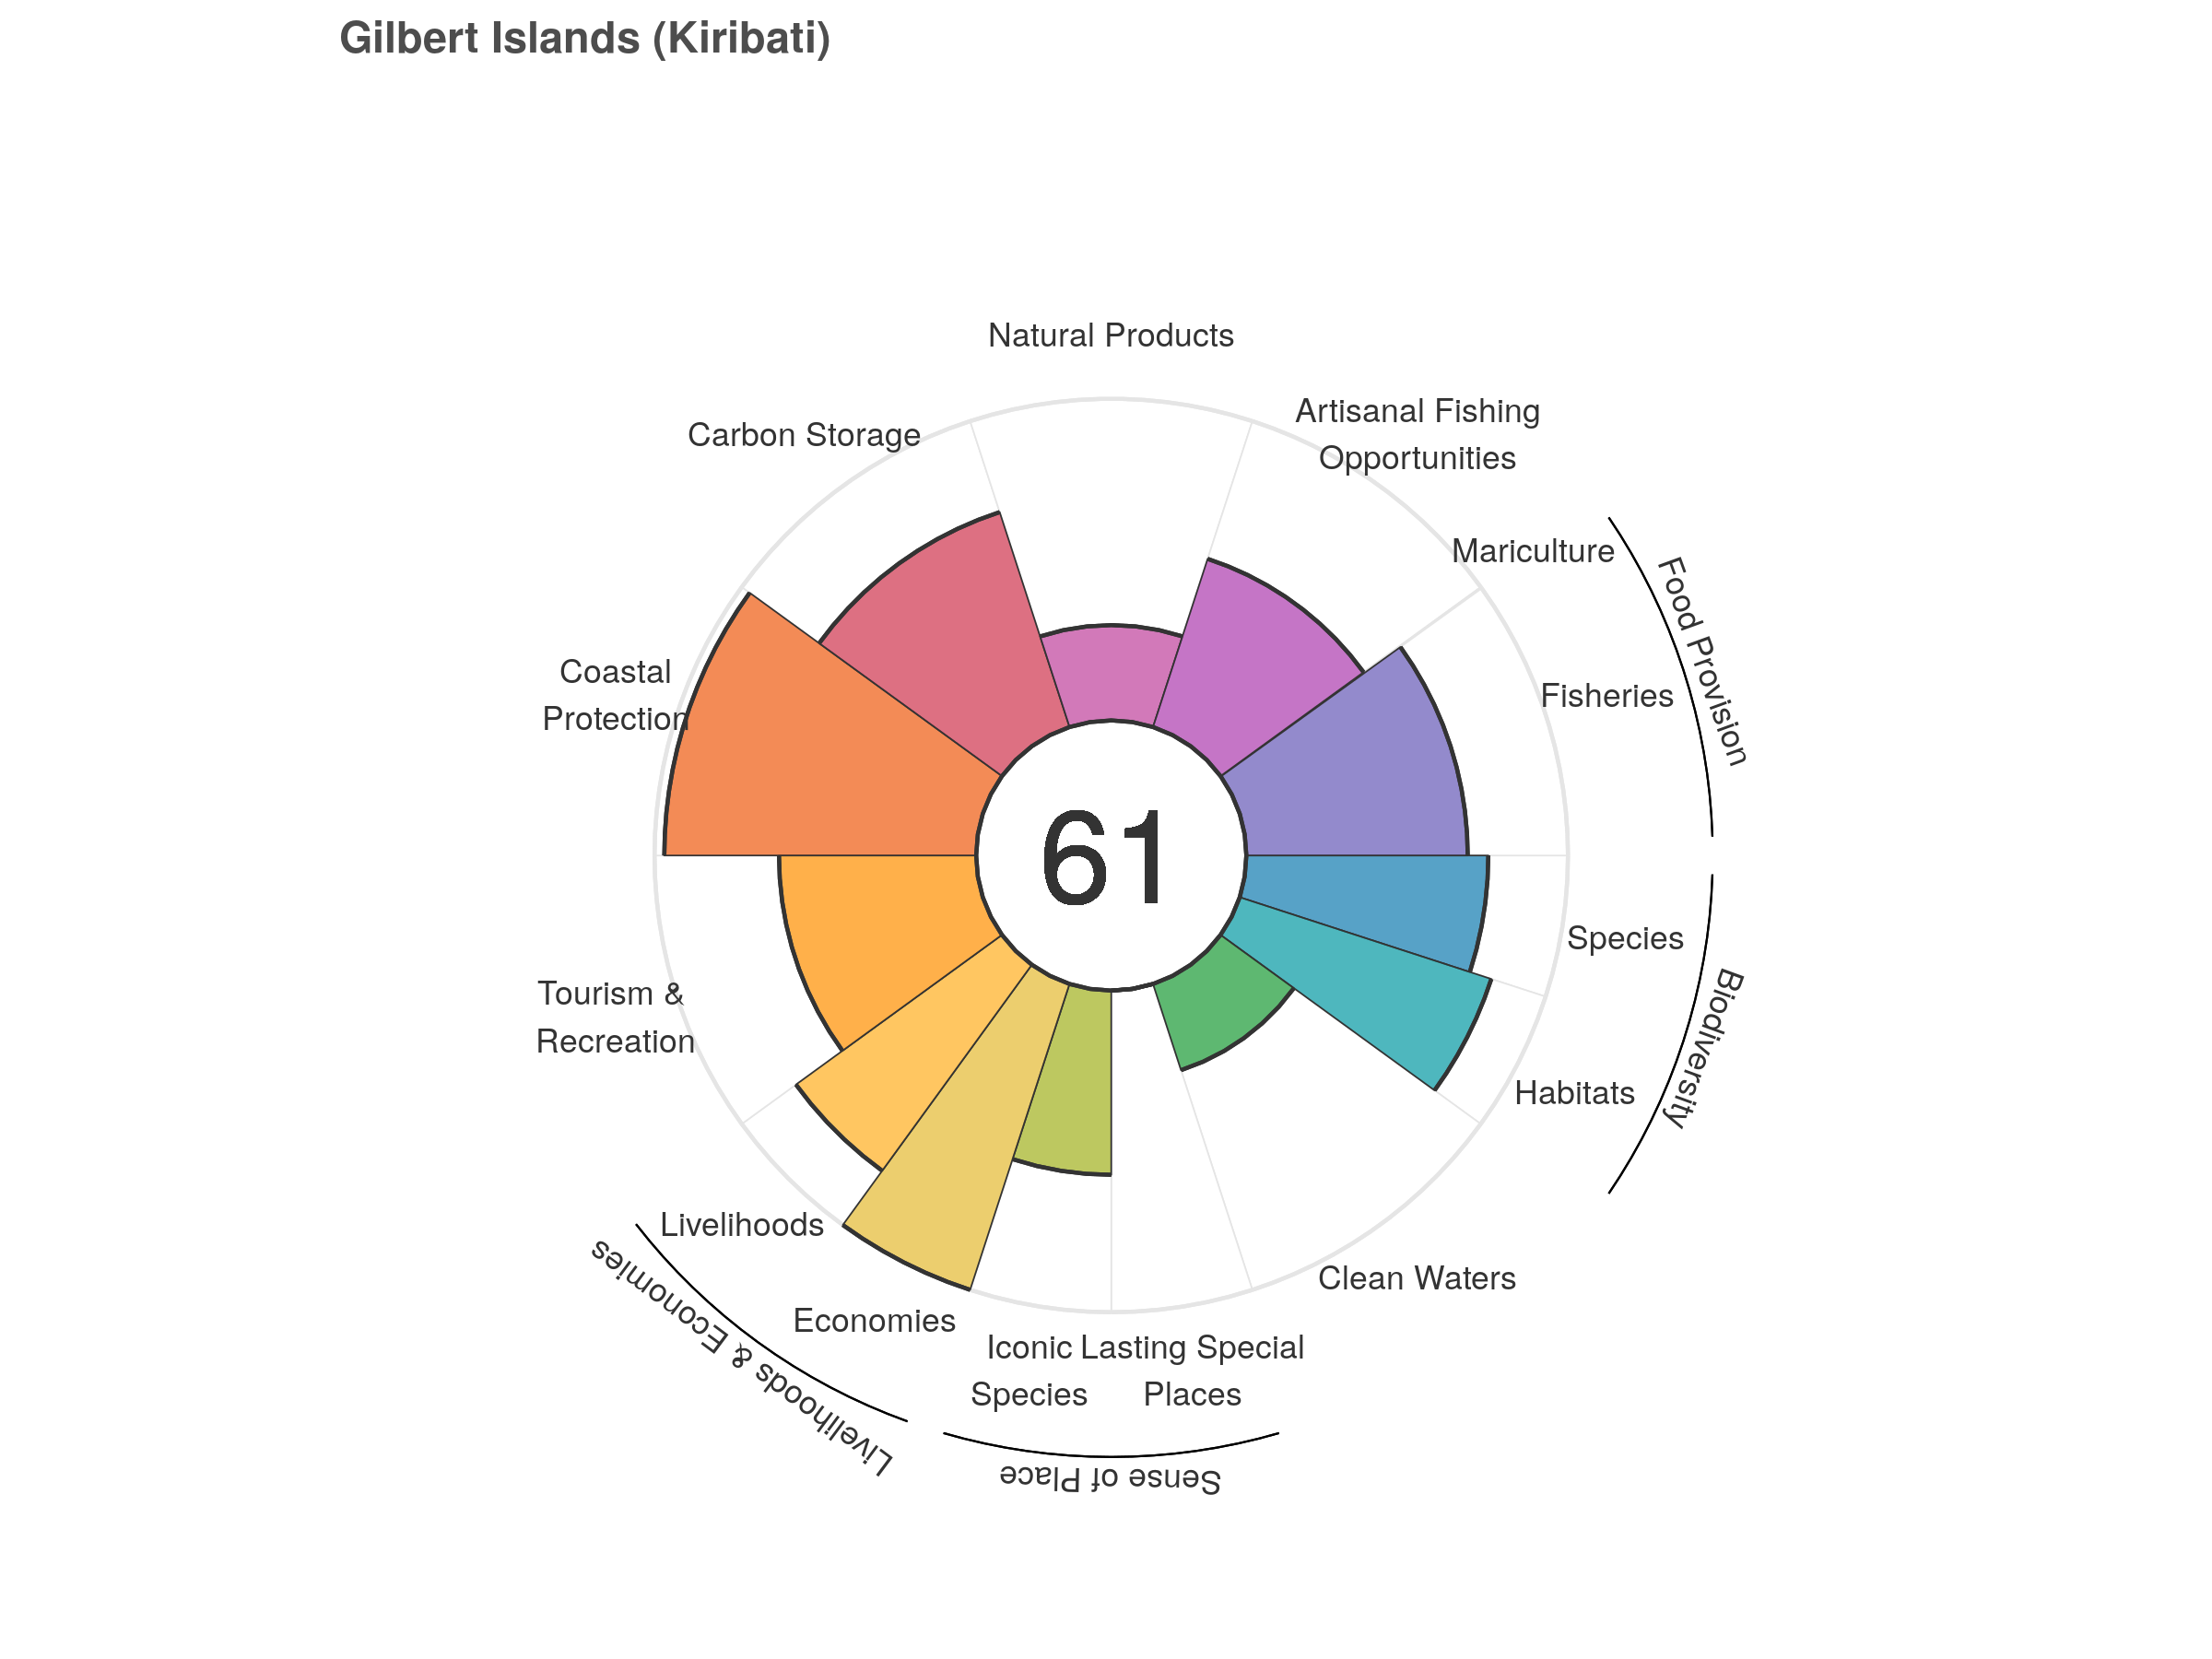 Gilbert Islands (Kiribati)
Natural Products
Artisanal Fishing
Opportunities
Carbon Storage
Mariculture
Food Provision
Fisheries
Coastal
Protection
61
Species
Biodiversity
Habitats
Tourism &
Recreation
Livelihoods
Livelihoods & Economies
Economies
Clean Waters
Iconic
Species
Lasting Special
Places
Sense of Place